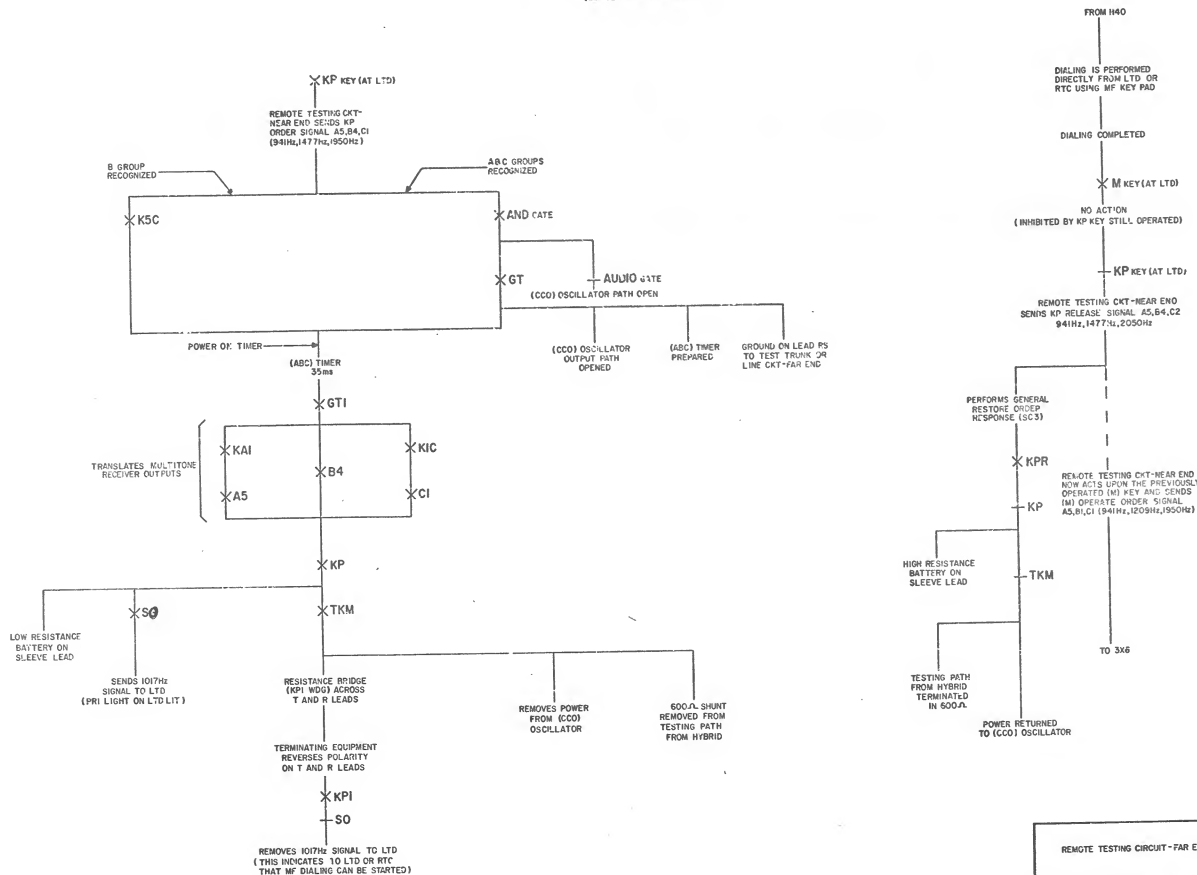 KP KEY (AT LTD)
REMOTE TESTING CKT-
NEAR END SENDS KP
ORDER SIGNAL A5,B4,C1
(941Hz,1477Hz,1950Hz)
B GROUP
RECOGNIZED
ABC GROUPS
RECOGNIZED
K5C
AND GATE
GT
AUDIO GATE
(CCO) OSCILLATOR PATH OPEN
POWER ON TIMER
(ABC) TIMER
35ms
(CCO) OSCILLATOR
OUTPUT PATH
OPENED
(ABC) TIMER
PREPARED
GROUND ON LEAD RS
TO TEST TRUNK OR
LINE CKT-FAR END
GT1
TRANSLATES MULTITONE
RECEIVER OUTPUTS
KA1
K1C
B4
A5
C1
KP
SO
TKM
LOW RESISTANCE
BATTERY ON
SLEEVE LEAD
SENDS 1017Hz
SIGNAL TO LTD
(PRI LIGHT ON LTD LIT)
RESISTANCE BRIDGE
(KP1 WDG) ACROSS
T AND R LEADS
REMOVES POWER
FROM (CCO)
OSCILLATOR
600Ω SHUNT
REMOVED FROM
TESTING PATH
FROM HYBRID
TERMINATING EQUIPMENT
REVERSES POLARITY
ON T AND R LEADS
KP1
SO
REMOVES 1017Hz SIGNAL TO LTD
(THIS INDICATES TO LTD OR RTC
THAT MF DIALING CAN BE STARTED)
FROM H40
DIALING IS PERFORMED
DIRECTLY FROM LTD OR
RTC USING MF KEY PAD
DIALING COMPLETED
M KEY (AT LTD)
NO ACTION
(INHIBITED BY KP KEY STILL OPERATED)
KP KEY (AT LTD)
REMOTE TESTING CKT-NEAR END
SENDS KP RELEASE SIGNAL A5,B4,C2
941Hz,1477Hz,2050Hz
PERFORMS GENERAL
RESTORE ORDER
RESPONSE (SC3)
KPR
REMOTE TESTING CKT-NEAR END
NOW ACTS UPON THE PREVIOUSLY
OPERATED (M) KEY AND SENDS
(M) OPERATE ORDER SIGNAL
A5,B1,C1 (941Hz,1209Hz,1950Hz)
KP
HIGH RESISTANCE
BATTERY ON
SLEEVE LEAD
TKM
TO 3X6
TESTING PATH
FROM HYBRID
TERMINATED
IN 600Ω
POWER RETURNED
TO (CCO) OSCILLATOR
REMOTE TESTING CIRCUIT-FAR E